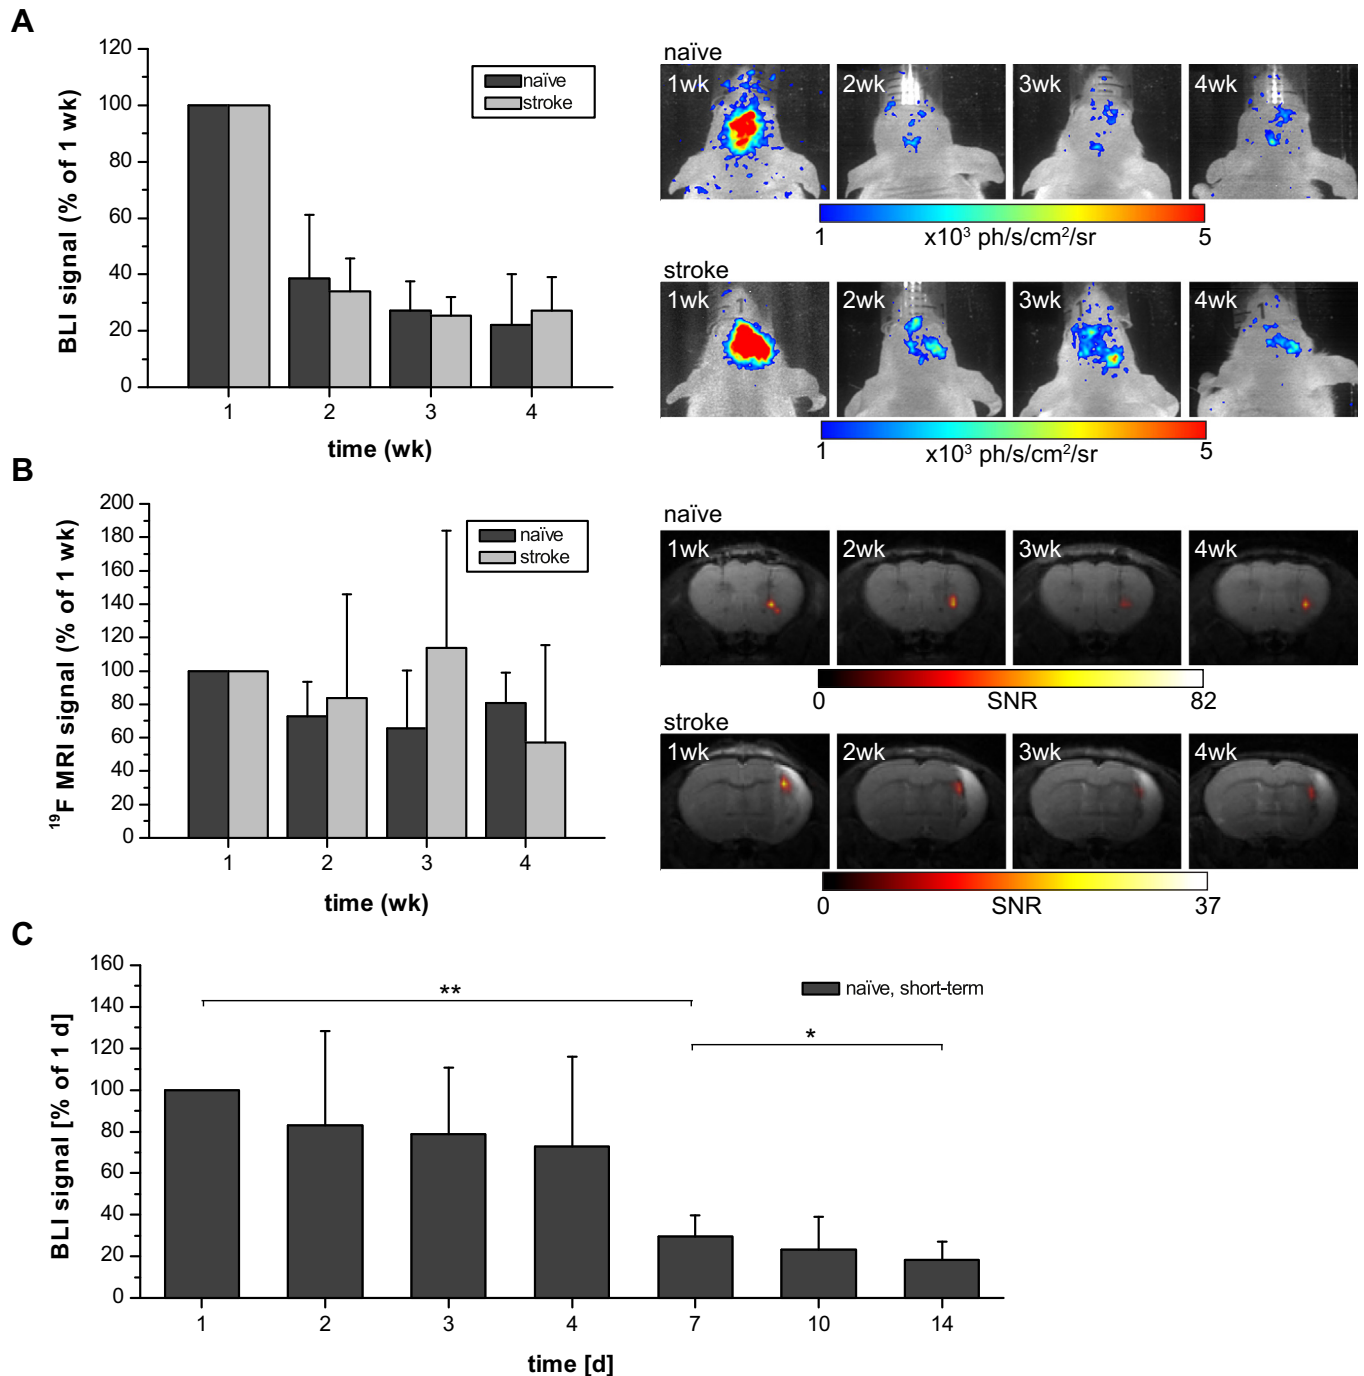 A
BLI signal (% of 1 wk)
120
100
80
60
40
20
0
naïve
stroke
1 2 3 4
time (wk)
naïve
1wk 2wk 3wk 4wk
1 x10³ ph/s/cm²/sr 5
stroke
1wk 2wk 3wk 4wk
1 x10³ ph/s/cm²/sr 5
B
¹⁹F MRI signal (% of 1 wk)
200
180
160
140
120
100
80
60
40
20
0
naïve
stroke
1 2 3 4
time (wk)
naïve
1wk 2wk 3wk 4wk
0 SNR 82
stroke
1wk 2wk 3wk 4wk
0 SNR 37
C
BLI signal [% of 1 d]
160
140
120
100
80
60
40
20
0
**
*
naïve, short-term
1 2 3 4 7 10 14
time [d]